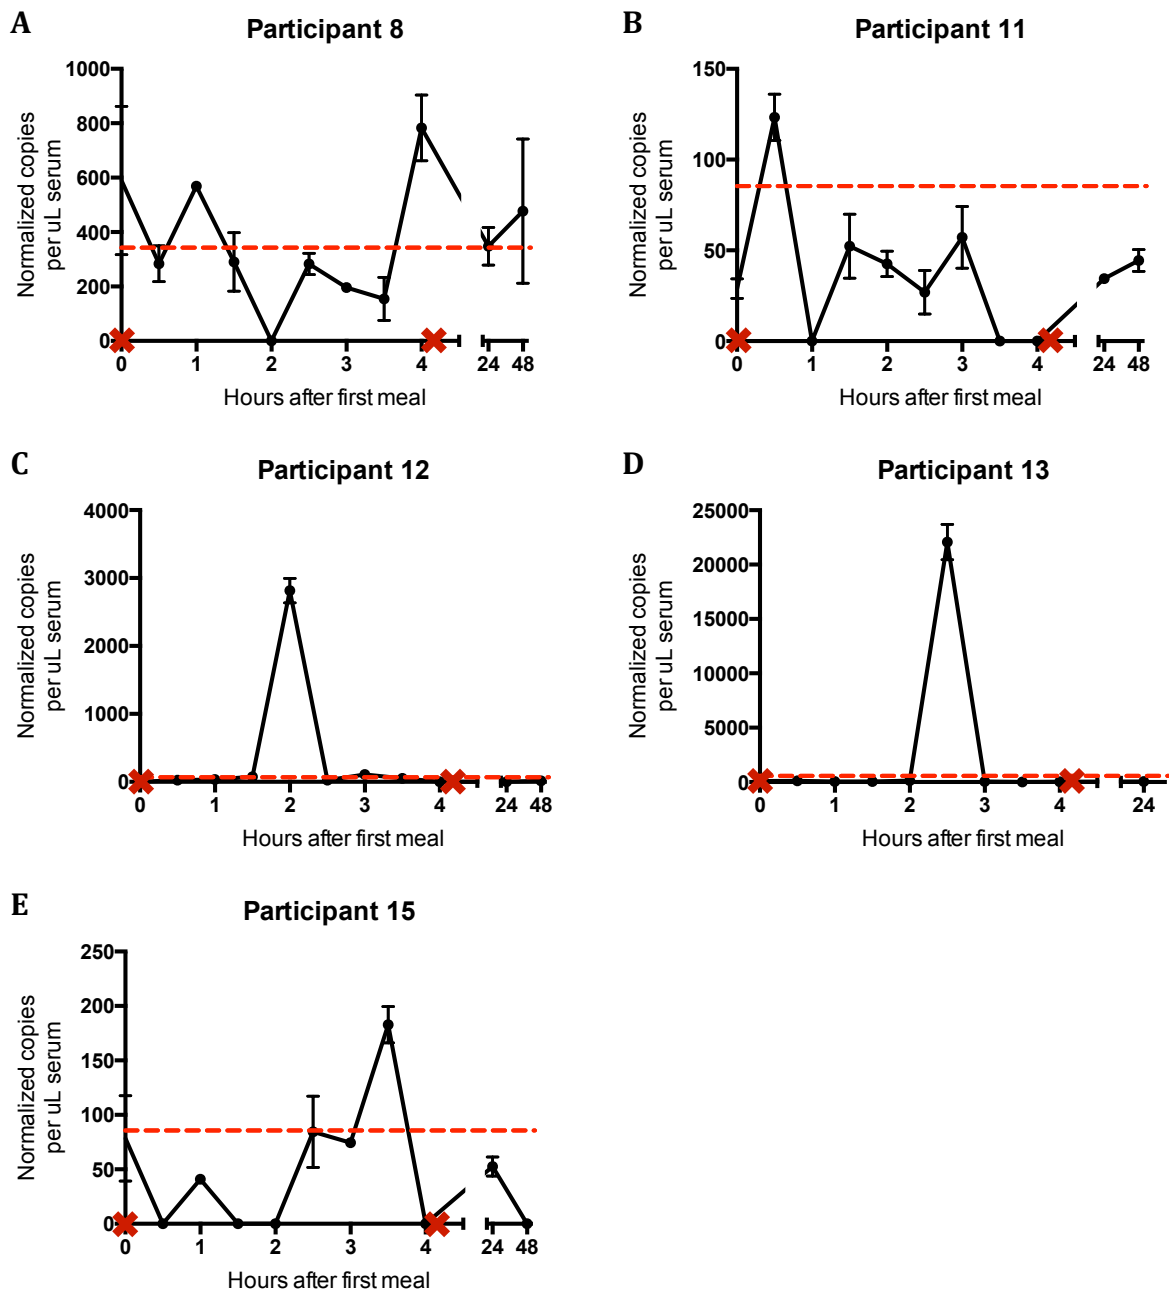 A
Participant 8
Normalized copies
per uL serum
1000
800
600
400
200
0
0 1 2 3 4 24 48
Hours after first meal
B
Participant 11
Normalized copies
per uL serum
150
100
50
0
0 1 2 3 4 24 48
Hours after first meal
C
Participant 12
Normalized copies
per uL serum
4000
3000
2000
1000
0
0 1 2 3 4 24 48
Hours after first meal
D
Participant 13
Normalized copies
per uL serum
25000
20000
15000
10000
5000
0
0 1 2 3 4 24
Hours after first meal
E
Participant 15
Normalized copies
per uL serum
250
200
150
100
50
0
0 1 2 3 4 24 48
Hours after first meal